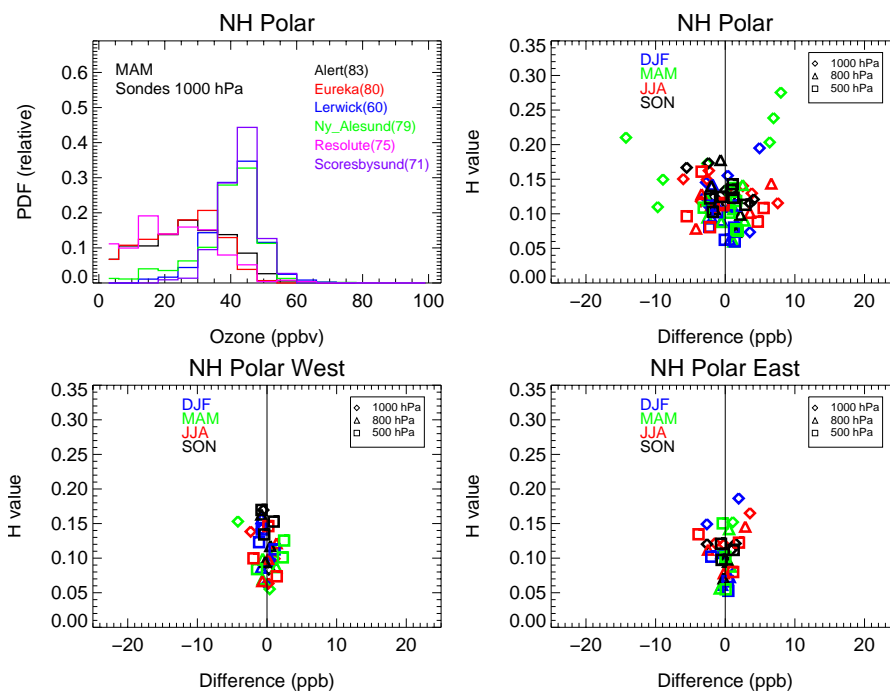 NH Polar
PDF (relative)
0.6
0.5
0.4
0.3
0.2
0.1
0.0
MAM
Sondes 1000 hPa
Alert(83)
Eureka(80)
Lerwick(60)
Ny_Alesund(79)
Resolute(75)
Scoresbysund(71)
0 20 40 60 80 100
Ozone (ppbv)
NH Polar
H value
0.35
0.30
0.25
0.20
0.15
0.10
0.05
0.00
DJF
MAM
JJA
SON
1000 hPa
800 hPa
500 hPa
−20 −10 0 10 20
Difference (ppb)
NH Polar West
H value
0.35
0.30
0.25
0.20
0.15
0.10
0.05
0.00
DJF
MAM
JJA
SON
1000 hPa
800 hPa
500 hPa
−20 −10 0 10 20
Difference (ppb)
NH Polar East
H value
0.35
0.30
0.25
0.20
0.15
0.10
0.05
0.00
DJF
MAM
JJA
SON
1000 hPa
800 hPa
500 hPa
−20 −10 0 10 20
Difference (ppb)